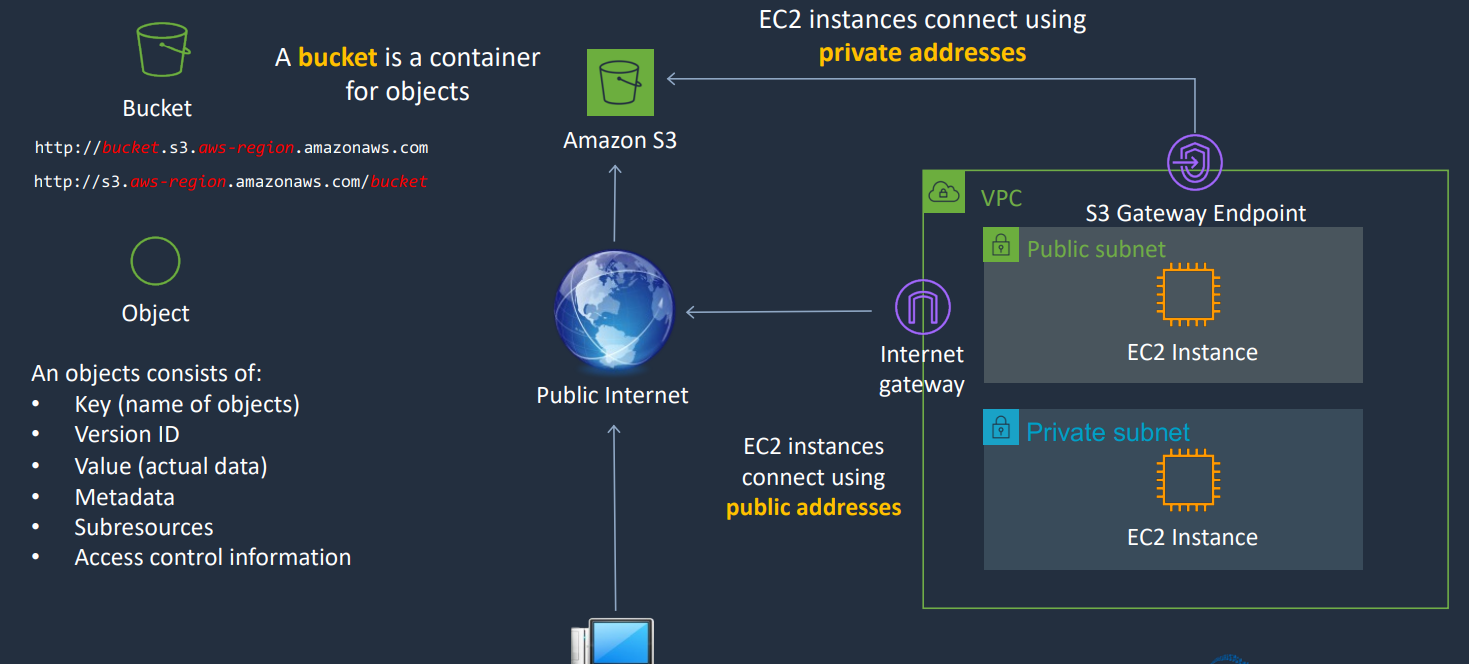 EC2 instances connect using
private addresses
A bucket is a container
for objects
Bucket
Amazon S3
http://bucket.s3.aws-region.amazonaws.com
http://s3.aws-region.amazonaws.com/bucket
VPC
S3 Gateway Endpoint
Public subnet
EC2 Instance
Object
Internet
gateway
An objects consists of:
• Key (name of objects)
• Version ID
• Value (actual data)
• Metadata
• Subresources
• Access control information
Public Internet
EC2 instances
connect using
public addresses
Private subnet
EC2 Instance